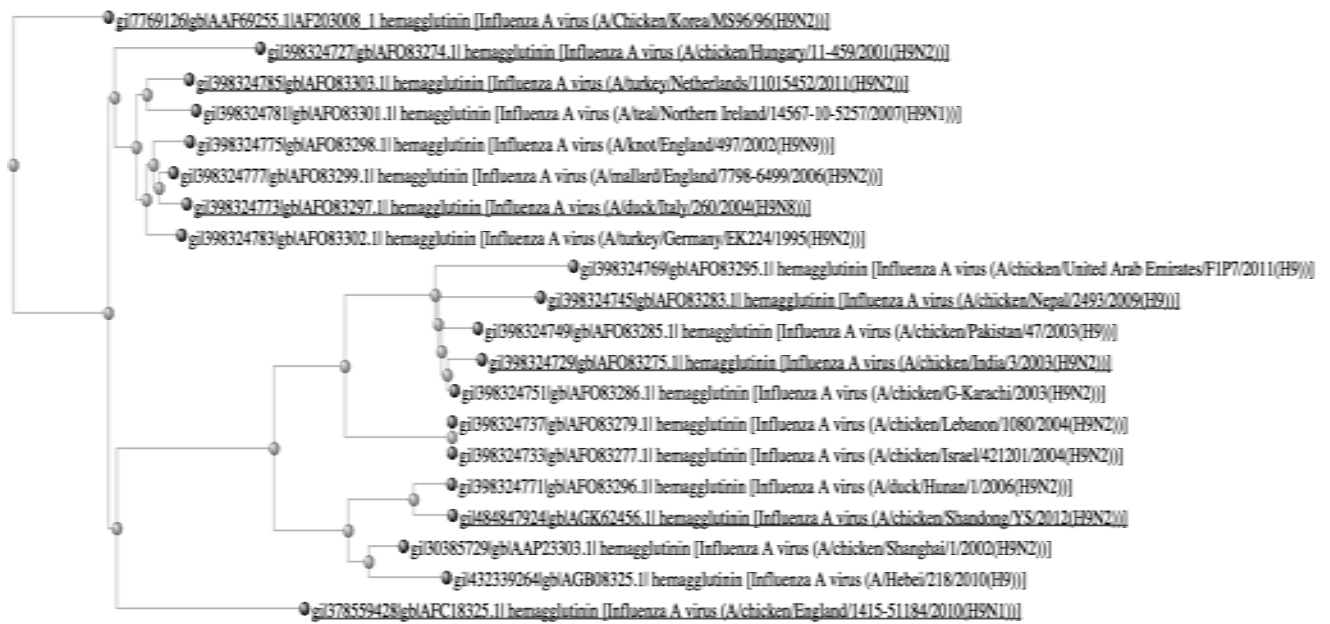 gi|7769126|gb|AAF69255.1|AF203008_1 hemagglutinin [Influenza A virus (A/Chicken/Korea/MS96/96(H9N2))]
gi|398324727|gb|AFO83274.1| hemagglutinin [Influenza A virus (A/chicken/Hungary/11-459/2001(H9N2))]
gi|398324785|gb|AFO83303.1| hemagglutinin [Influenza A virus (A/turkey/Netherlands/11015452/2011(H9N2))]
gi|398324781|gb|AFO83301.1| hemagglutinin [Influenza A virus (A/teal/Northern Ireland/14567-10-5257/2007(H9N1))]
gi|398324775|gb|AFO83298.1| hemagglutinin [Influenza A virus (A/knot/England/497/2002(H9N9))]
gi|398324777|gb|AFO83299.1| hemagglutinin [Influenza A virus (A/mallard/England/7798-6499/2006(H9N2))]
gi|398324773|gb|AFO83297.1| hemagglutinin [Influenza A virus (A/duck/Italy/260/2004(H9N8))]
gi|398324783|gb|AFO83302.1| hemagglutinin [Influenza A virus (A/turkey/Germany/EK224/1995(H9N2))]
gi|398324769|gb|AFO83295.1| hemagglutinin [Influenza A virus (A/chicken/United Arab Emirates/F1P7/2011(H9))]
gi|398324745|gb|AFO83283.1| hemagglutinin [Influenza A virus (A/chicken/Nepal/2493/2009(H9))]
gi|398324749|gb|AFO83285.1| hemagglutinin [Influenza A virus (A/chicken/Pakistan/47/2003(H9))]
gi|398324729|gb|AFO83275.1| hemagglutinin [Influenza A virus (A/chicken/India/3/2003(H9N2))]
gi|398324751|gb|AFO83286.1| hemagglutinin [Influenza A virus (A/chicken/G-Karachi/2003(H9N2))]
gi|398324737|gb|AFO83279.1| hemagglutinin [Influenza A virus (A/chicken/Lebanon/1080/2004(H9N2))]
gi|398324733|gb|AFO83277.1| hemagglutinin [Influenza A virus (A/chicken/Israel/421201/2004(H9N2))]
gi|398324771|gb|AFO83296.1| hemagglutinin [Influenza A virus (A/duck/Hunan/1/2006(H9N2))]
gi|484847924|gb|AGK62456.1| hemagglutinin [Influenza A virus (A/chicken/Shandong/YS/2012(H9N2))]
gi|30385729|gb|AAP23303.1| hemagglutinin [Influenza A virus (A/chicken/Shanghai/1/2002(H9N2))]
gi|432339264|gb|AGB08325.1| hemagglutinin [Influenza A virus (A/Hebei/218/2010(H9))]
gi|378559428|gb|AFC18325.1| hemagglutinin [Influenza A virus (A/chicken/England/1415-51184/2010(H9N1))]